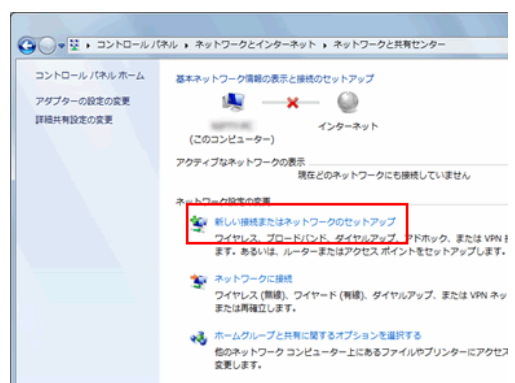 コントロール パネル ▸ ネットワークとインターネット ▸ ネットワークと共有センター
コントロール パネル ホーム
アダプターの設定の変更
詳細共有設定の変更
基本ネットワーク情報の表示と接続のセットアップ
(このコンピューター)
インターネット
アクティブなネットワークの表示
現在どのネットワークにも接続していません
ネットワーク設定の変更
新しい接続またはネットワークのセットアップ
ワイヤレス、ブロードバンド、ダイヤルアップ、アドホック、または VPN
ます。あるいは、ルーターまたはアクセス ポイントをセットアップします。
ネットワークに接続
ワイヤレス (無線)、ワイヤード (有線)、ダイヤルアップ、または VPN ネッ
または再確立します。
ホームグループと共有に関するオプションを選択する
他のネットワーク コンピューター上にあるファイルやプリンターにアクセス
変更します。